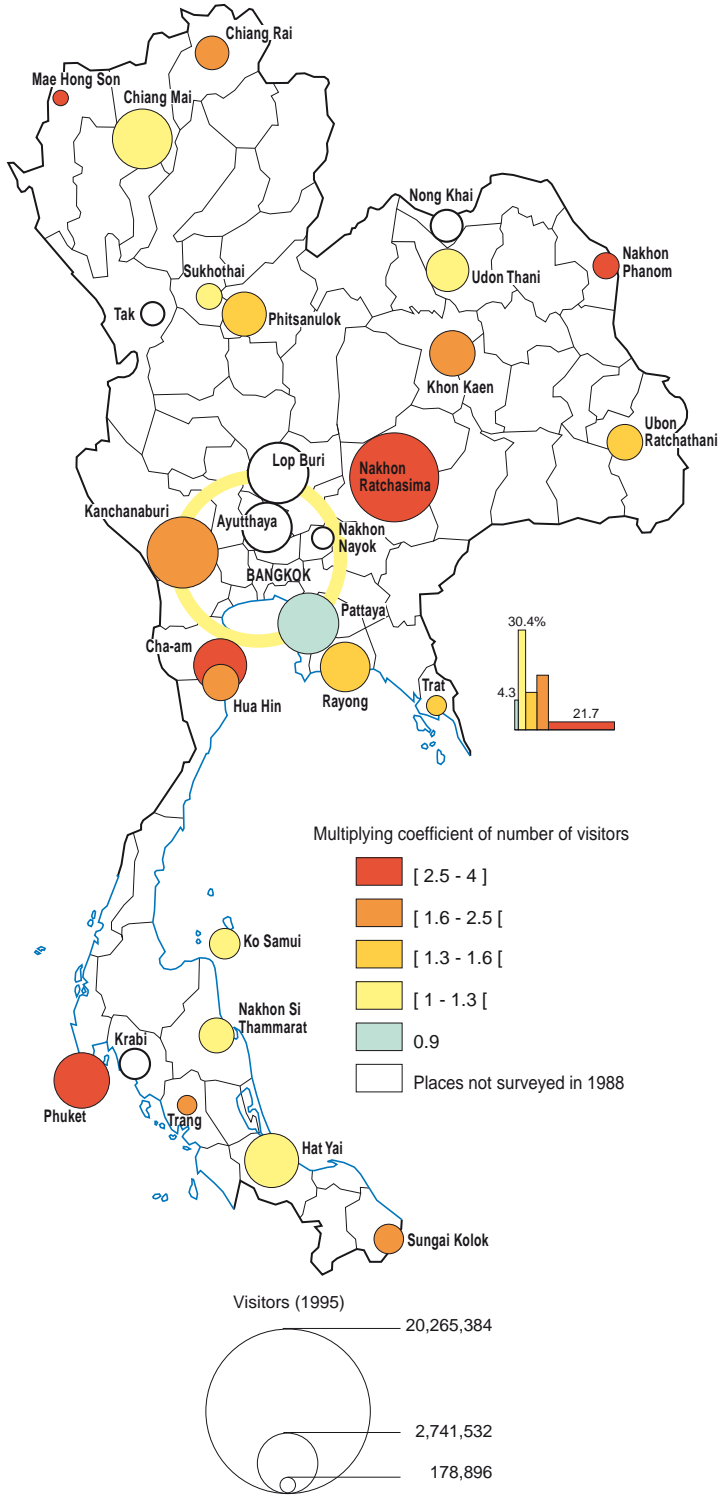 Chiang Rai
Mae Hong Son
Chiang Mai
Nong Khai
Nakhon
Phanom
Sukhothai
Udon Thani
Tak
Phitsanulok
Khon Kaen
Ubon
Ratchathani
Lop Buri
Nakhon
Ratchasima
Kanchanaburi
Ayutthaya
Nakhon
Nayok
BANGKOK
Pattaya
Cha-am
Hua Hin
Rayong
Trat
30.4%
4.3
21.7
Multiplying coefficient of number of visitors
[ 2.5 - 4 ]
[ 1.6 - 2.5 [
[ 1.3 - 1.6 [
[ 1 - 1.3 [
0.9
Places not surveyed in 1988
Ko Samui
Nakhon Si
Thammarat
Krabi
Phuket
Trang
Hat Yai
Sungai Kolok
Visitors (1995)
20,265,384
2,741,532
178,896